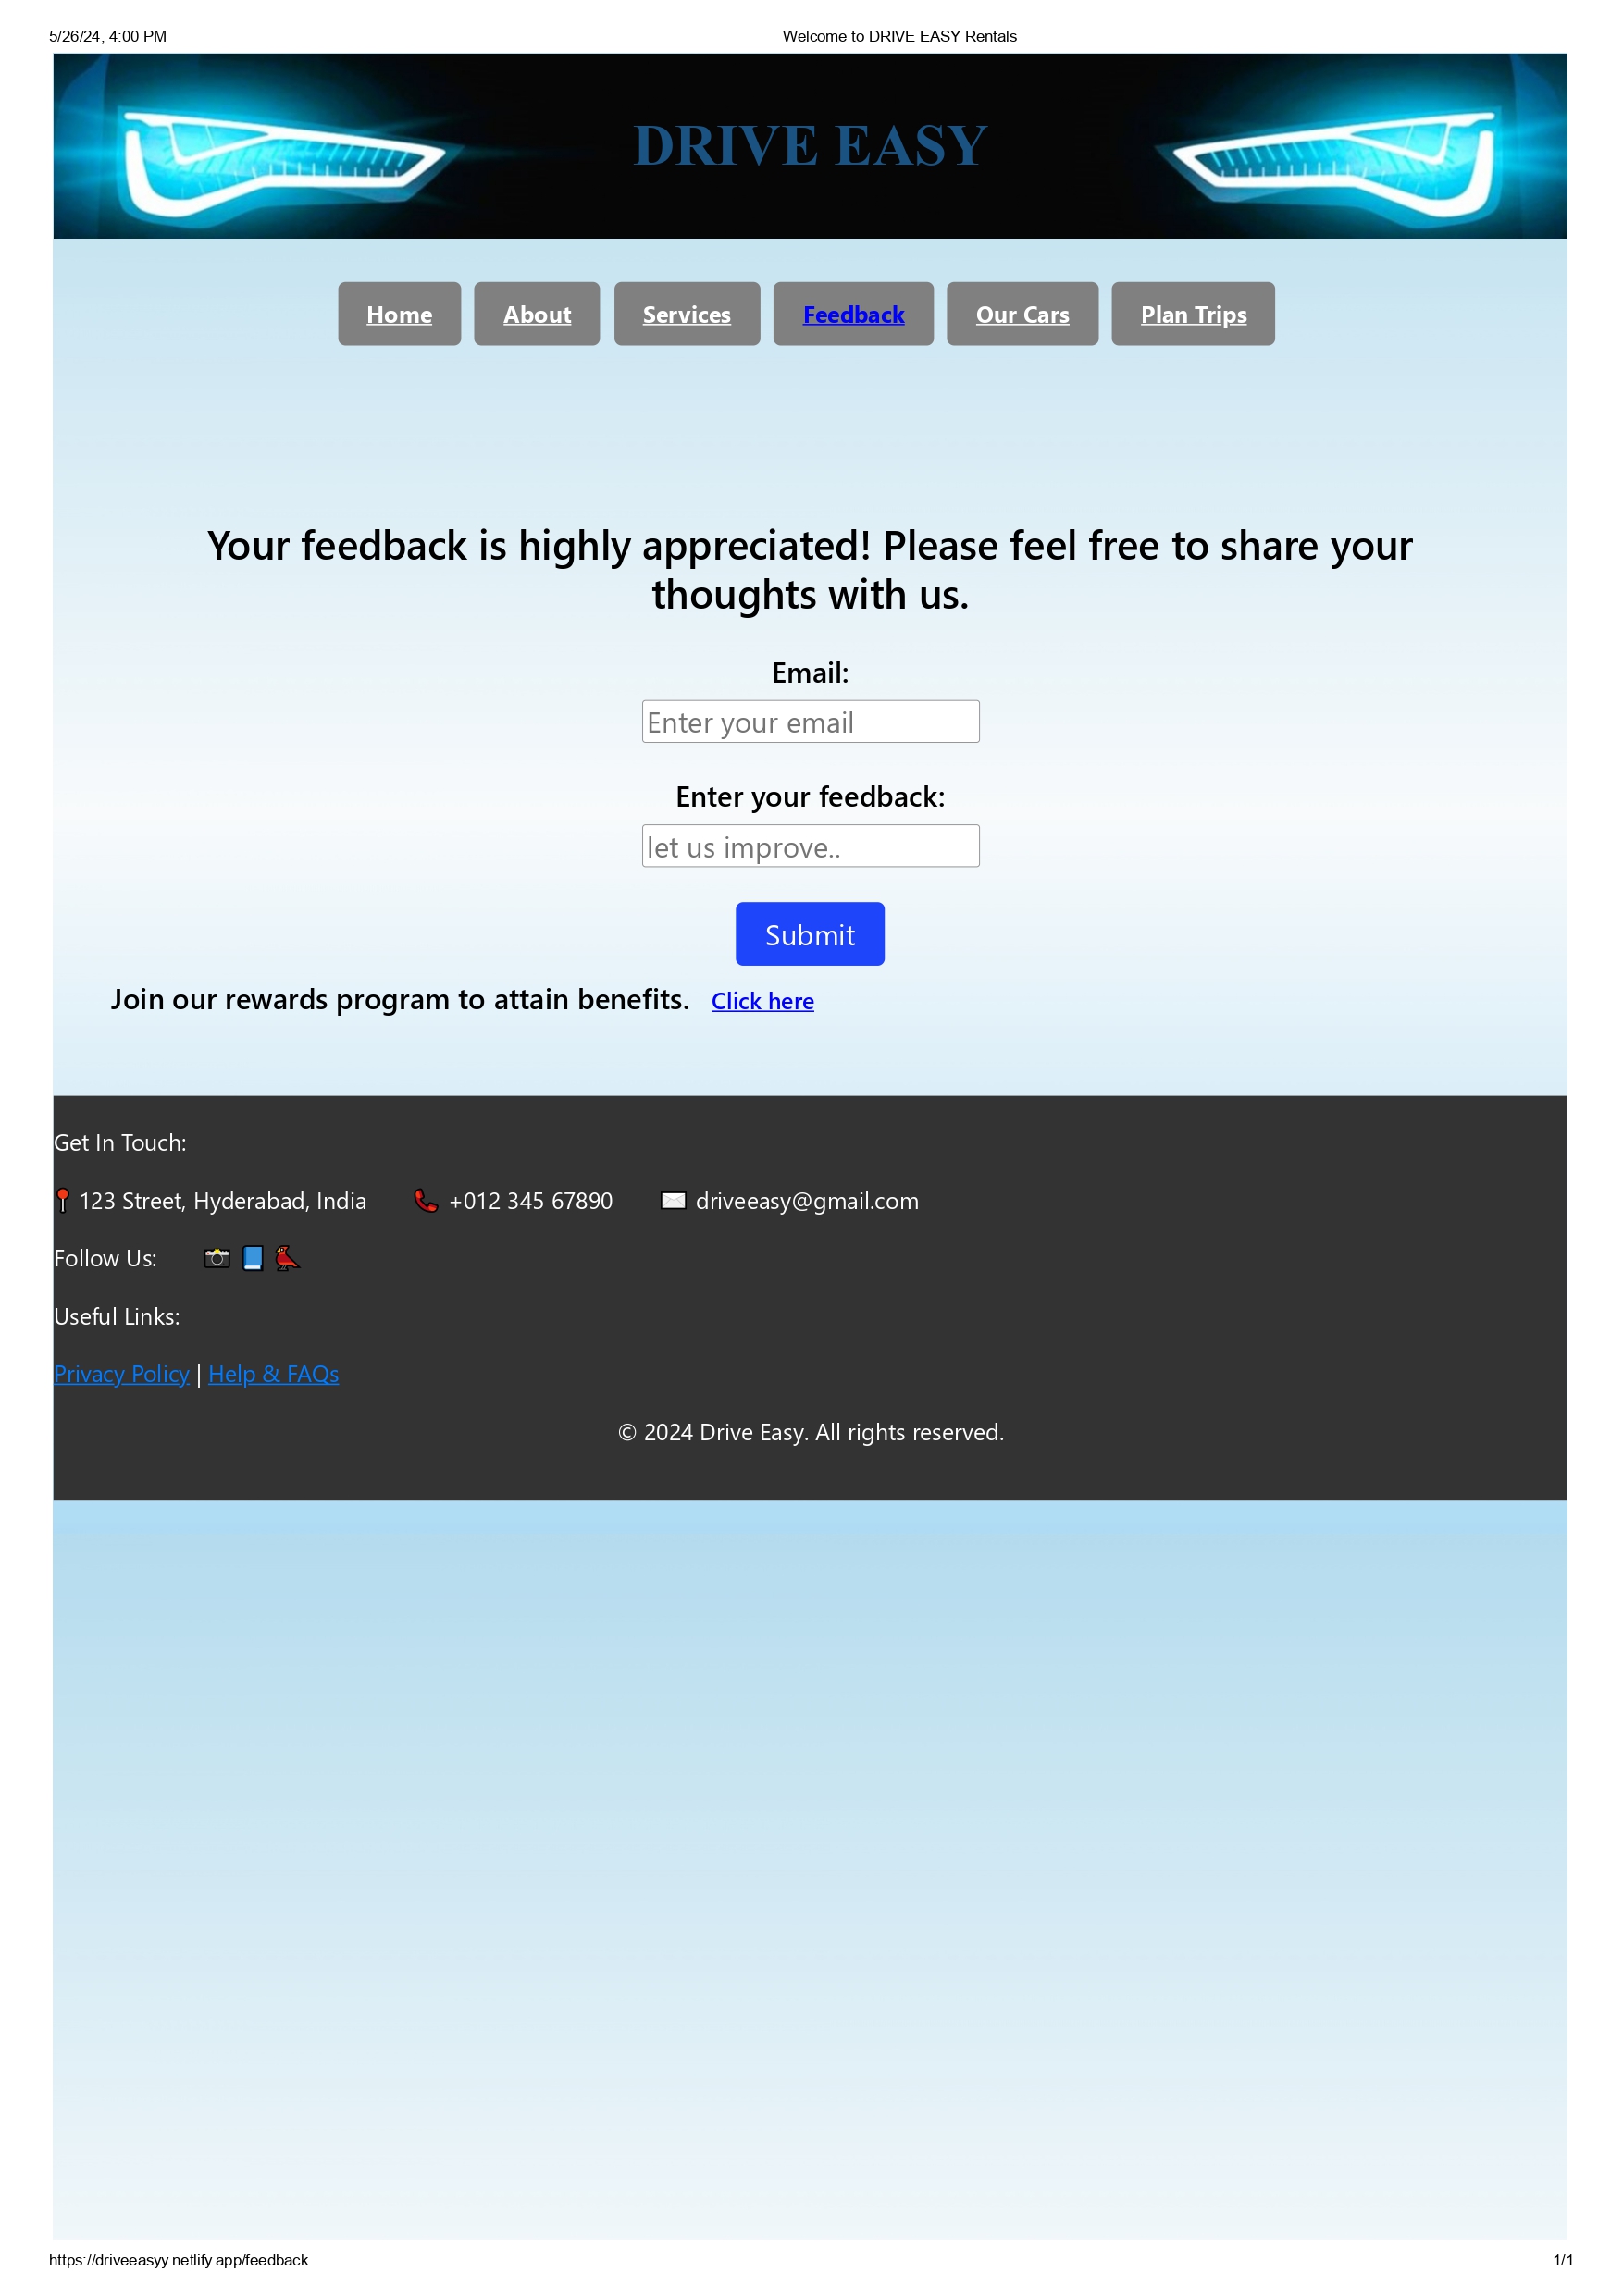 5/26/24, 4:00 PM Welcome to DRIVE EASY Rentals
DRIVE EASY
Home About Services Feedback Our Cars Plan Trips
Your feedback is highly appreciated! Please feel free to share your
thoughts with us.
Email:
Enter your email
Enter your feedback:
let us improve..
Submit
Join our rewards program to attain benefits. Click here
Get In Touch:
📍 123 Street, Hyderabad, India 📞 +012 345 67890 ✉️ driveeasy@gmail.com
Follow Us: 📷 📘 🐦
Useful Links:
Privacy Policy | Help & FAQs
© 2024 Drive Easy. All rights reserved.
https://driveeasyy.netlify.app/feedback 1/1